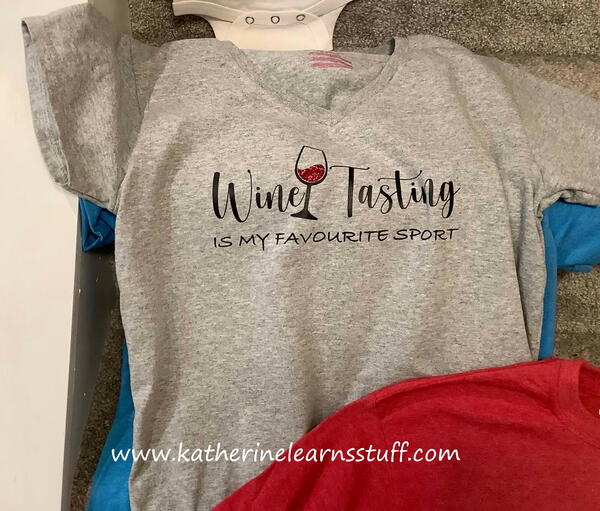 Wine Tasting
IS MY FAVOURITE SPORT
www.katherinelearnsstuff.com